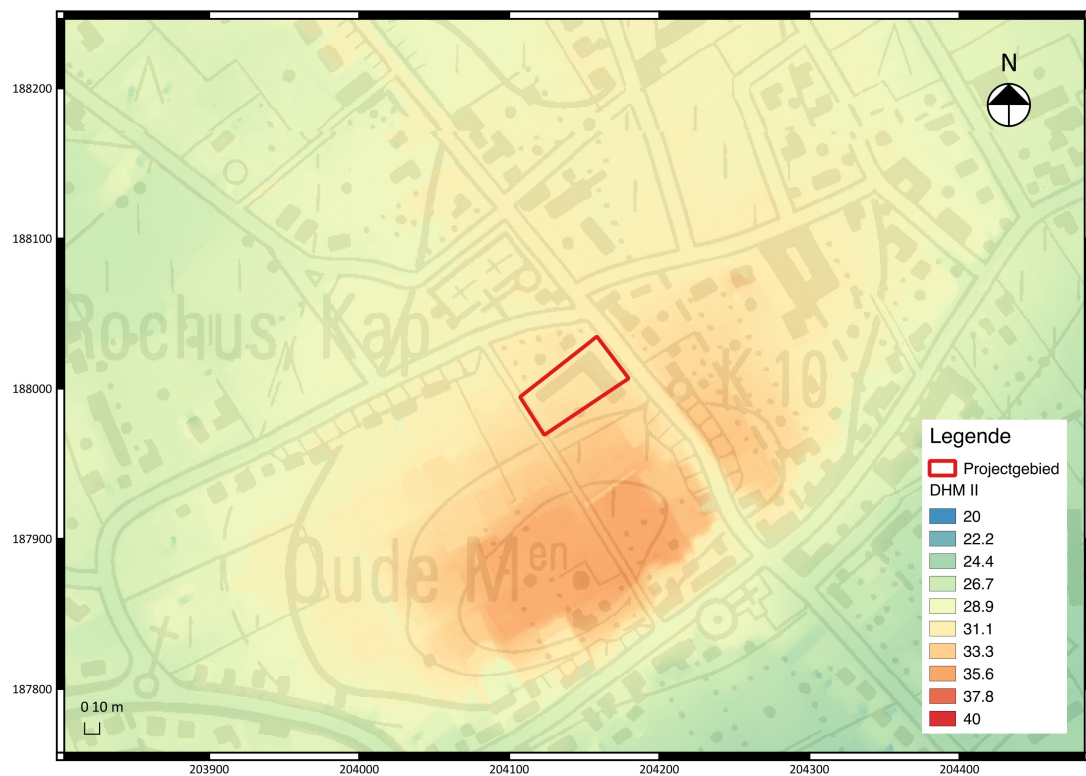 N
188200
188100
188000
187900
187800
Rochus Kap
K 10
Oude Men
Legende
Projectgebied
DHM II
20
22.2
24.4
26.7
28.9
31.1
33.3
35.6
37.8
40
0 10 m
203900 204000 204100 204200 204300 204400